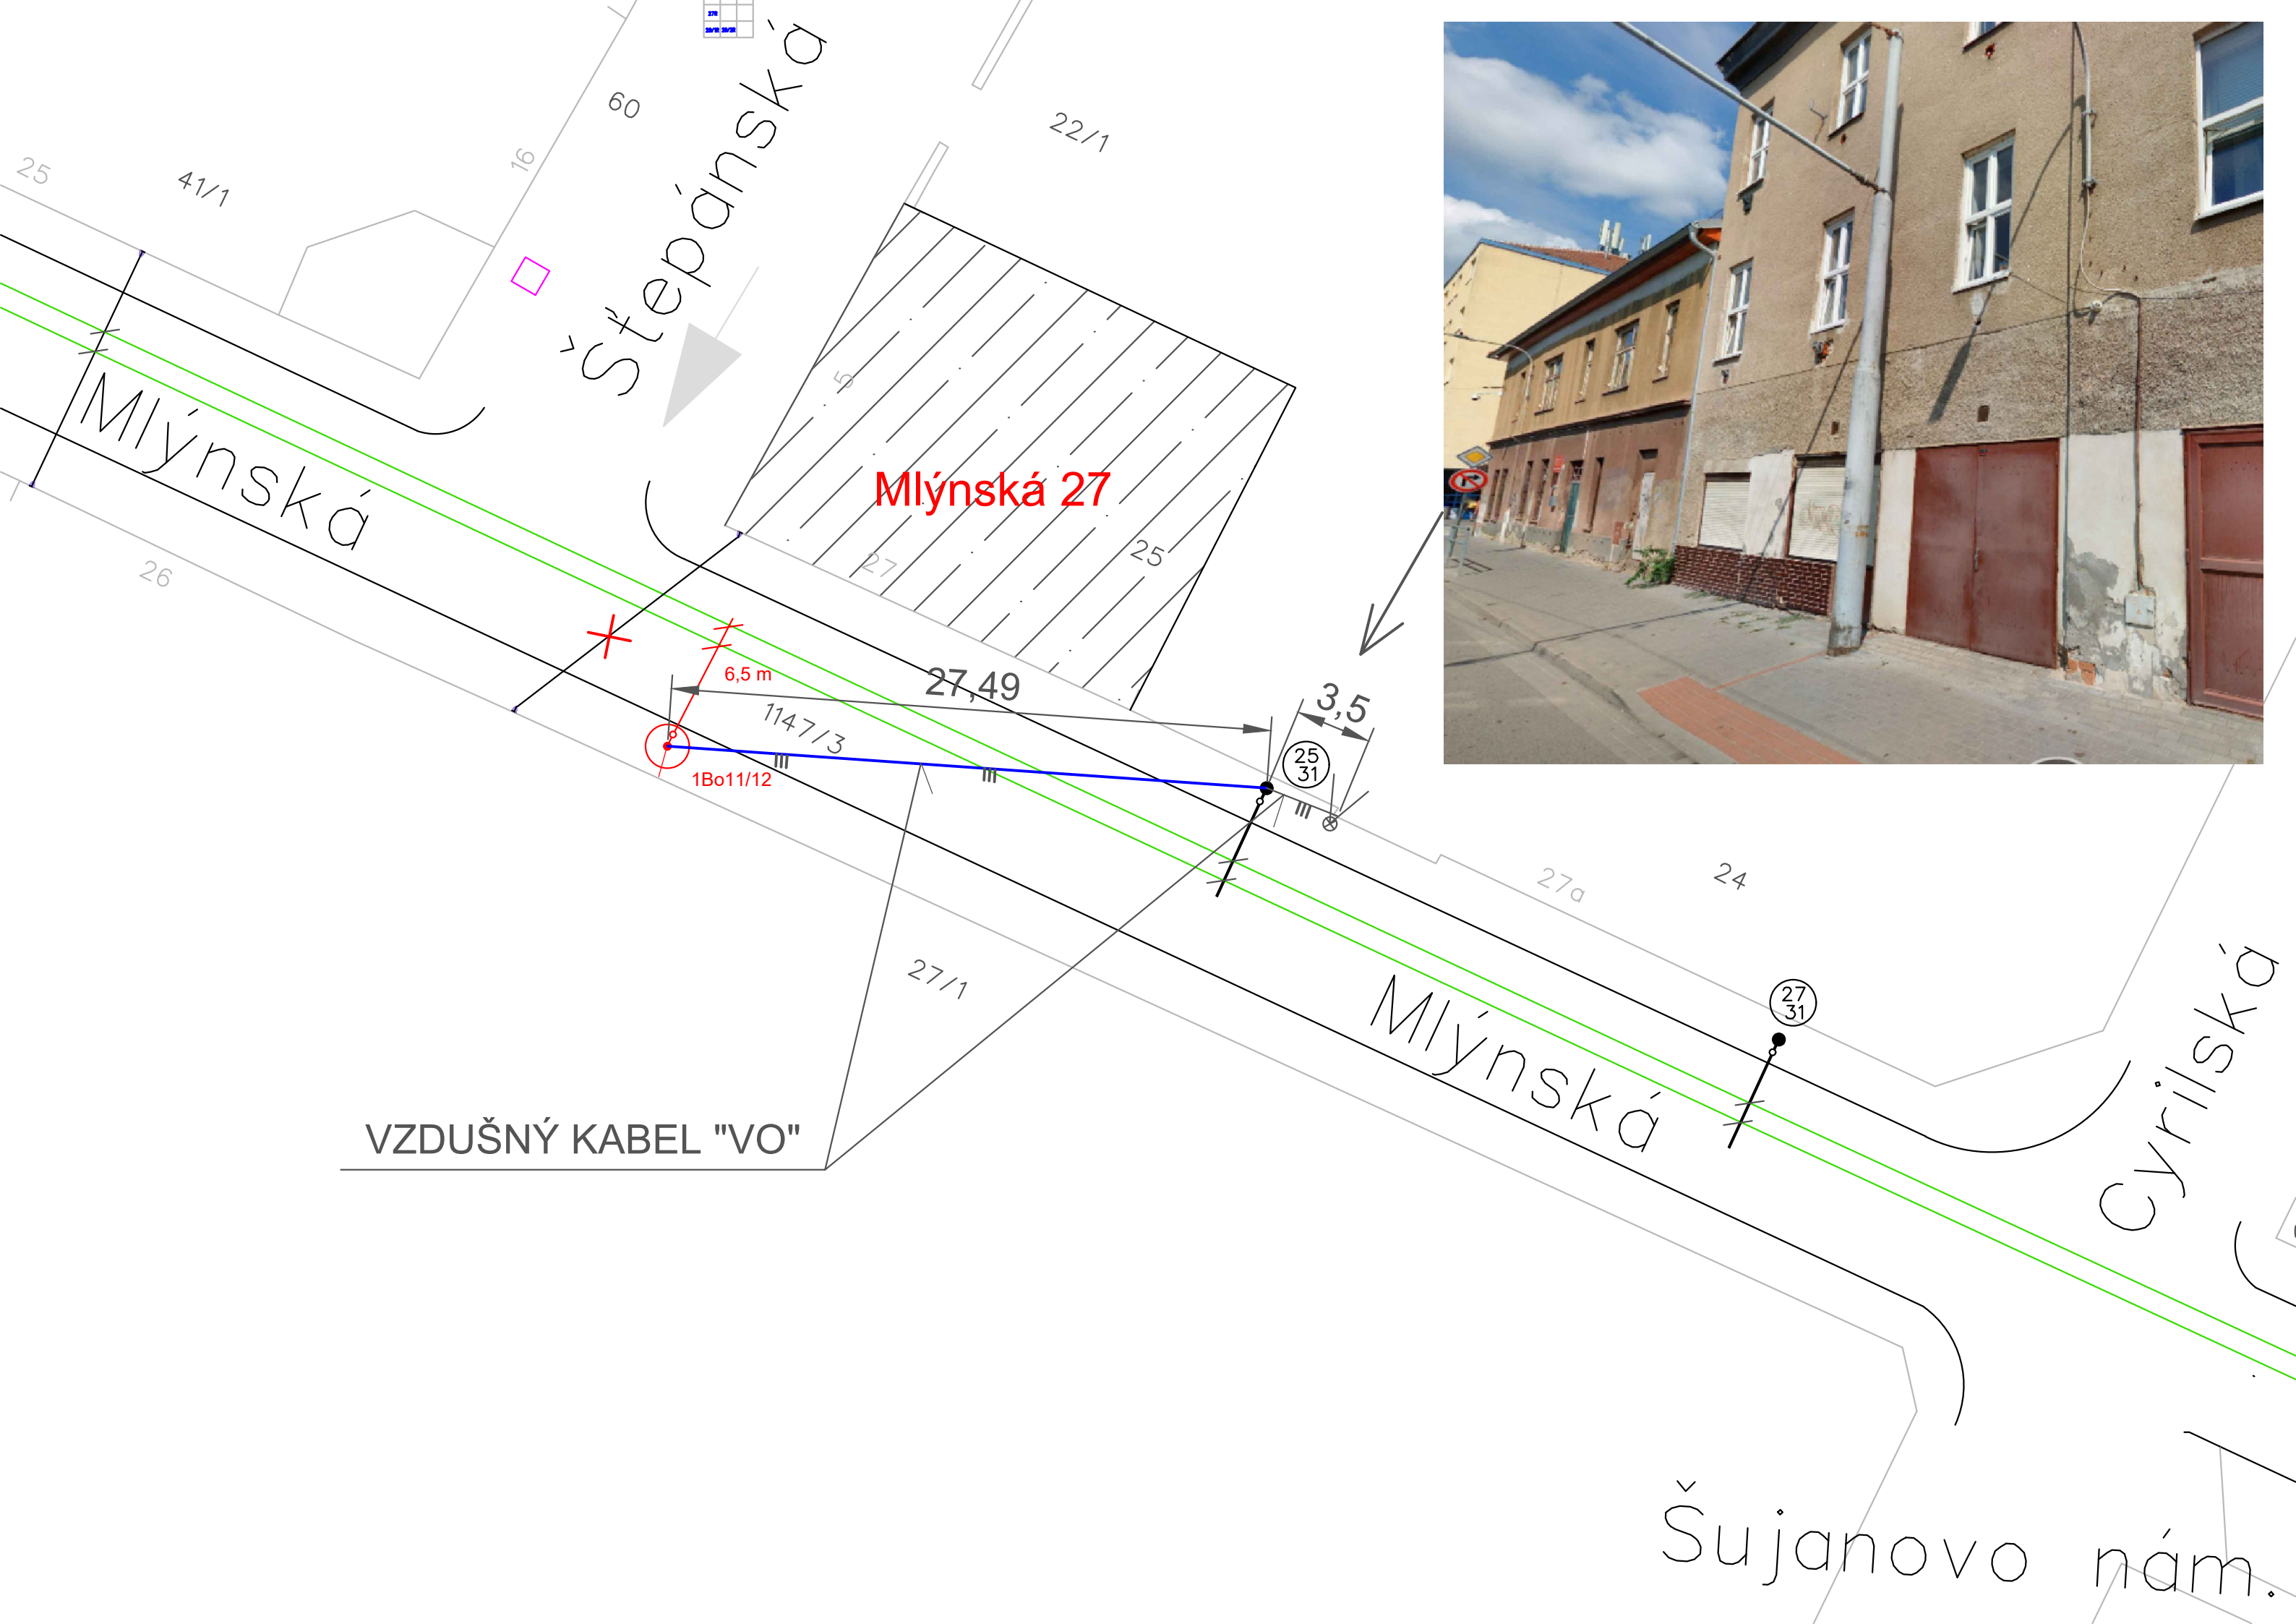 Štepánská
60
22/1
16
25
41/1
5
Mlýnská 27
27
25
Mlýnská
26
6,5 m
27,49
3,5
1147/3
25
31
1Bo11/12
27a
24
27/1
27
31
Mlýnská
Cyrilská
VZDUŠNÝ KABEL "VO"
Šujanovo nám.